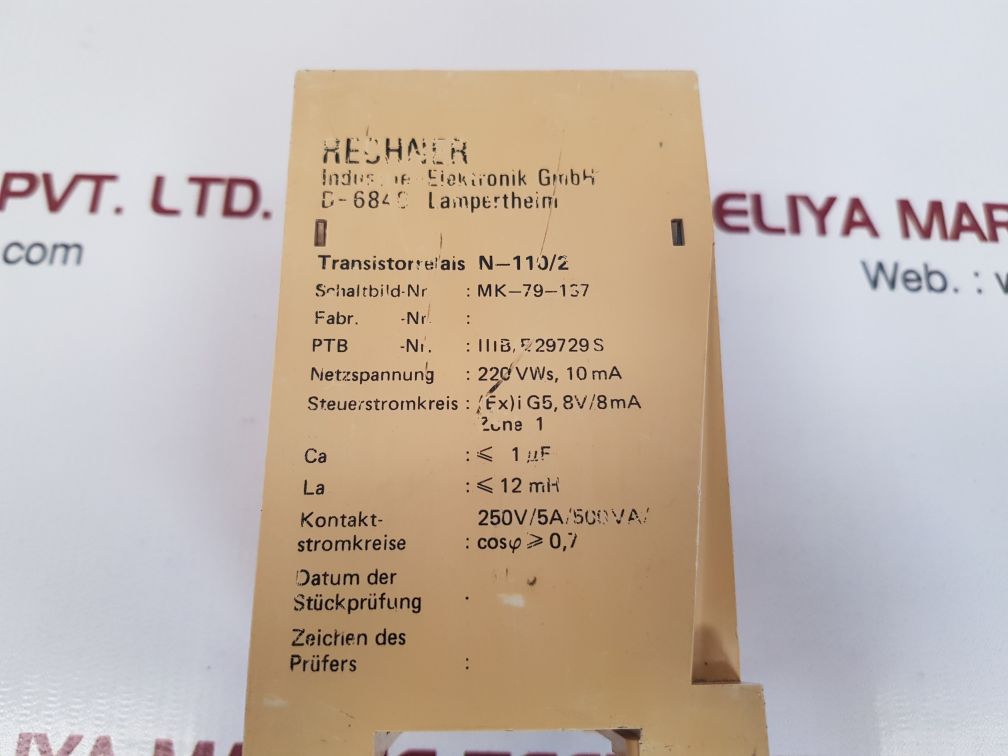 RECHNER
Industrie-Elektronik GmbH
D-6840 Lampertheim
Transistorrelais N-110/2
Schaltbild-Nr : MK-79-137
Fabr. -Nr. :
PTB -Nr. : III B/E 29729 S
Netzspannung : 220 VWs, 10 mA
Steuerstromkreis : (Ex)i G5, 8V/8mA
Zone 1
Ca : ≤ 1 µF
La : ≤ 12 mH
Kontakt- 250V/5A/500VA/
stromkreise : cosφ ≥ 0,7
Datum der
Stückprüfung :
Zeichen des
Prüfers :
PVT. LTD.
com
ELIYA MAR
Web. :